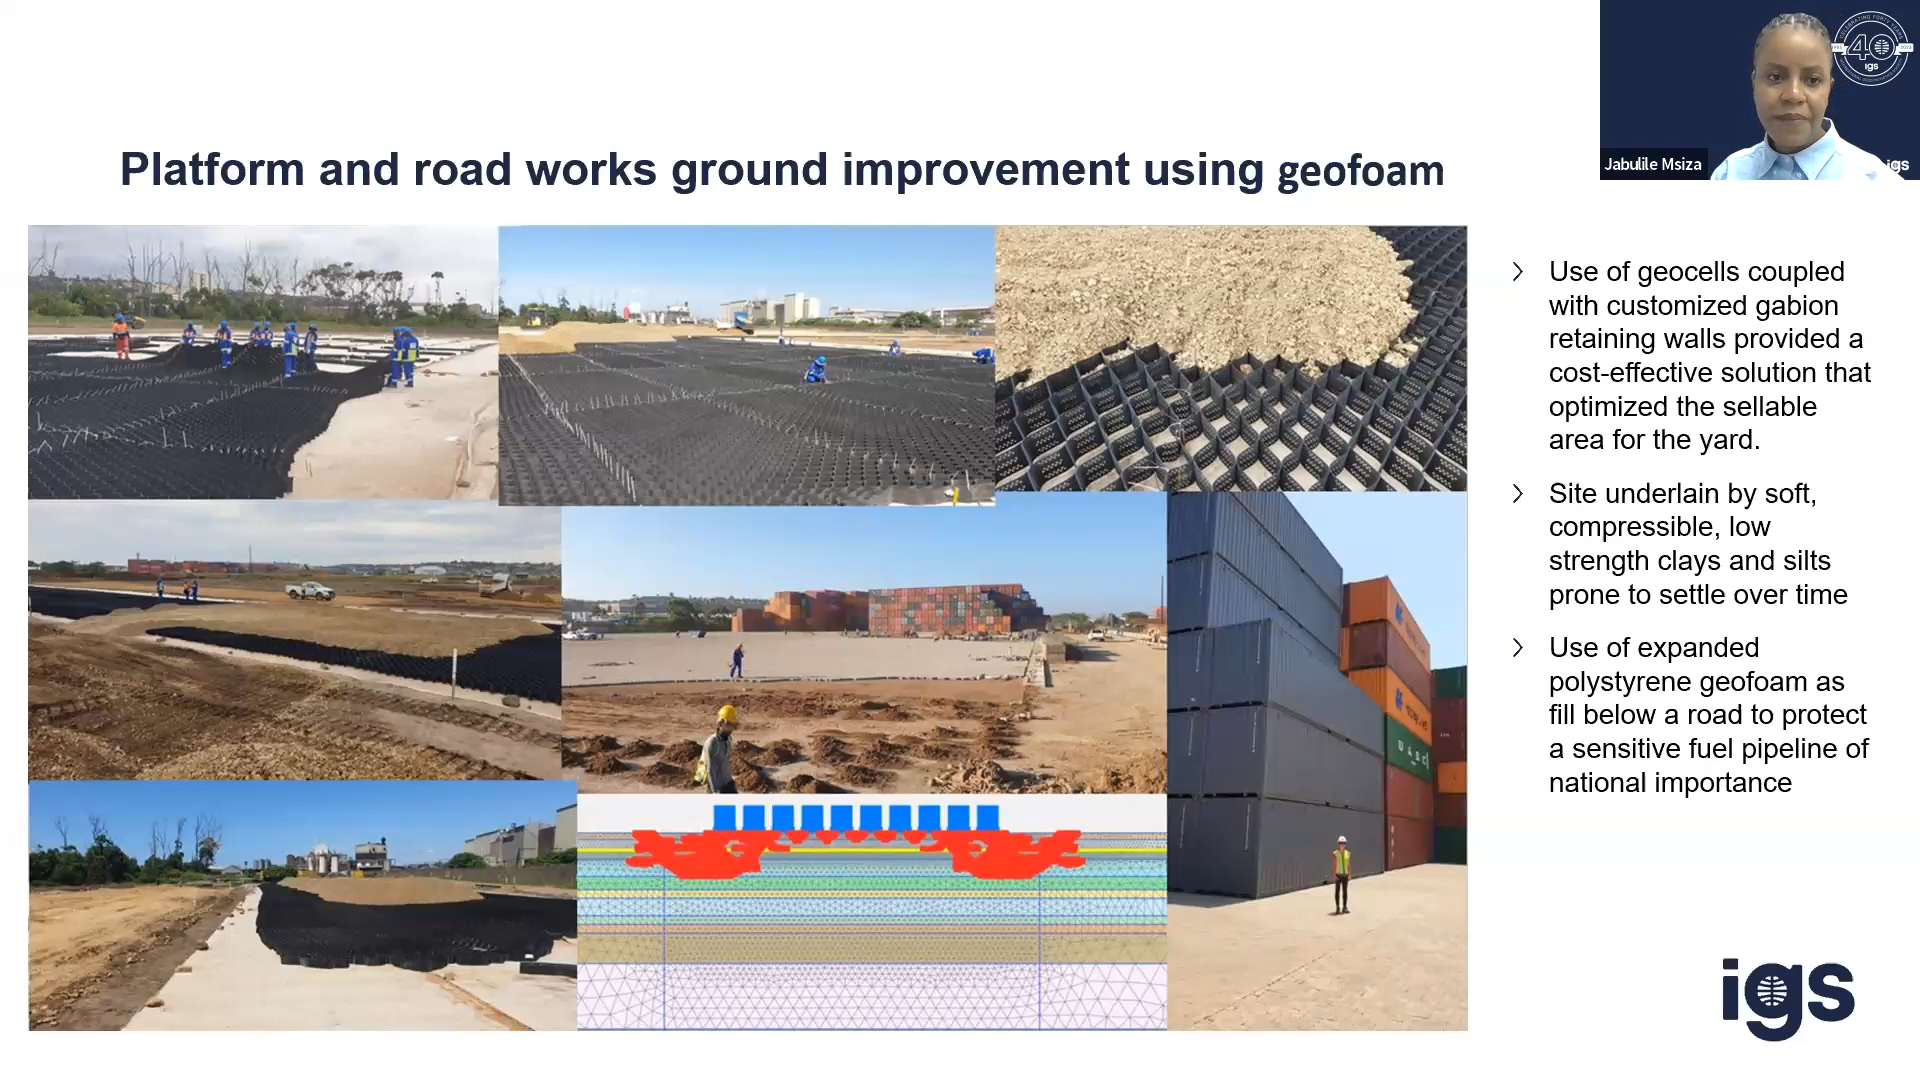 40
igs
Jabulile Msiza
igs
Platform and road works ground improvement using geofoam
Use of geocells coupled
with customized gabion
retaining walls provided a
cost-effective solution that
optimized the sellable
area for the yard.
Site underlain by soft,
compressible, low
strength clays and silts
prone to settle over time
Use of expanded
polystyrene geofoam as
fill below a road to protect
a sensitive fuel pipeline of
national importance
igs